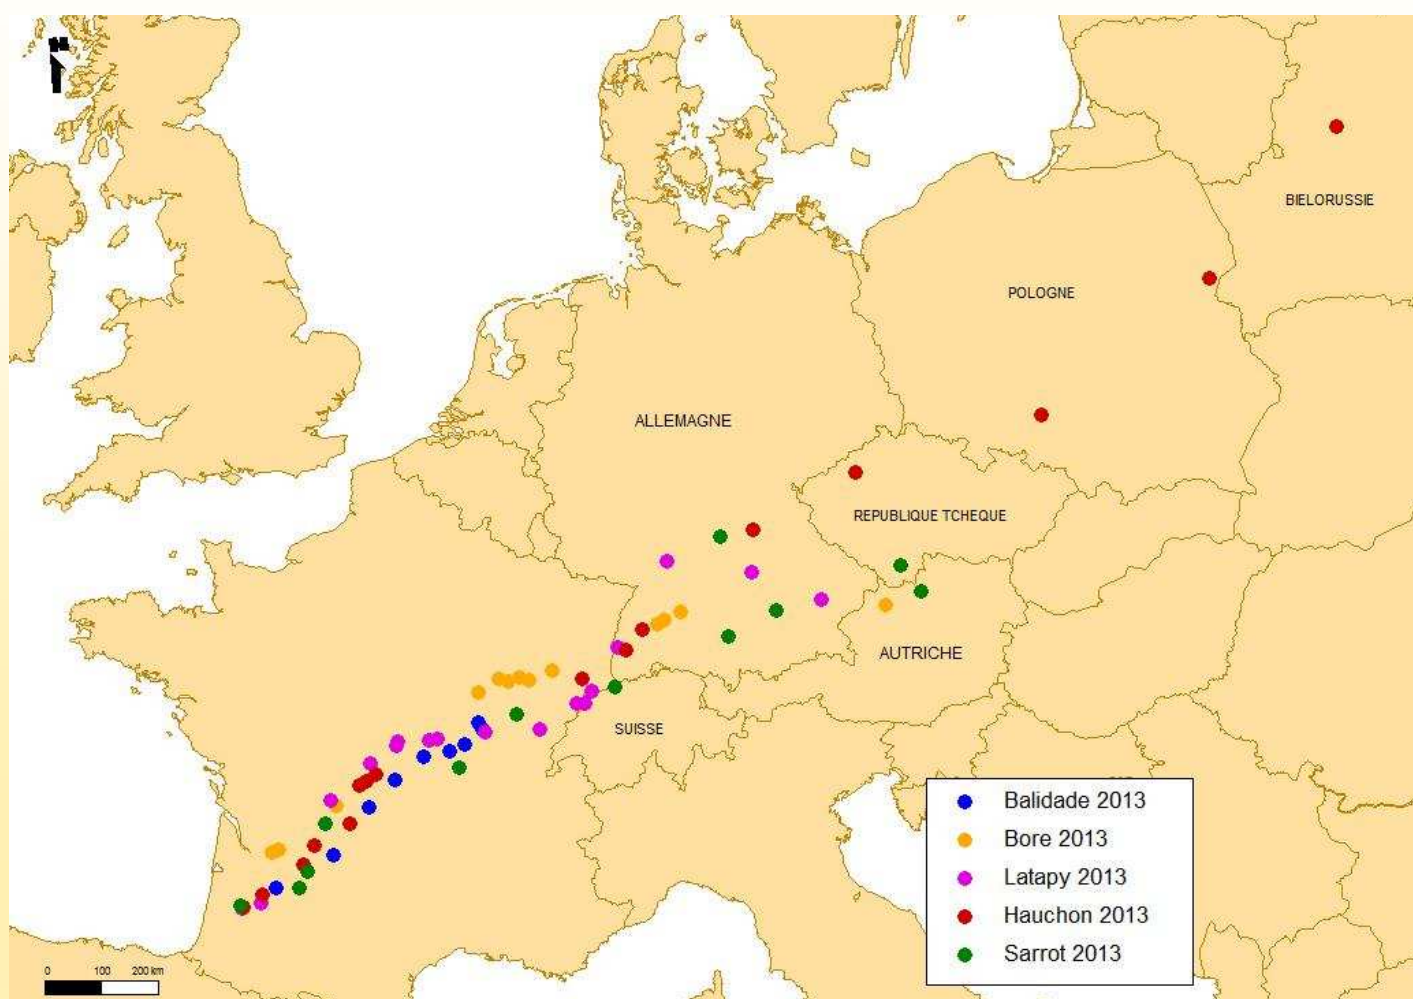 BIELORUSSIE
POLOGNE
ALLEMAGNE
REPUBLIQUE TCHEQUE
AUTRICHE
SUISSE
Balidade 2013
Bore 2013
Latapy 2013
Hauchon 2013
Sarrot 2013
0 100 200 km